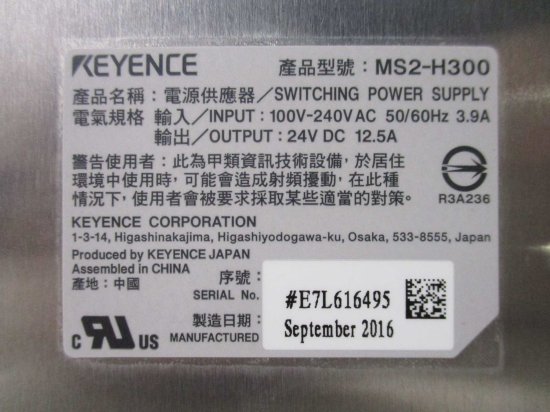 KEYENCE 產品型號：MS2-H300
產品名稱：電源供應器／SWITCHING POWER SUPPLY
電氣規格 輸入／INPUT：100V-240V AC 50/60Hz 3.9A
輸出／OUTPUT：24V DC 12.5A
警告使用者：此為甲類資訊技術設備，於居住
環境中使用時，可能會造成射頻擾動，在此種
情況下，使用者會被要求採取某些適當的對策。
R3A236
KEYENCE CORPORATION
1-3-14, Higashinakajima, Higashiyodogawa-ku, Osaka, 533-8555, Japan
Produced by KEYENCE JAPAN
Assembled in CHINA
產地：中國
序號：
SERIAL No.
#E7L616495
製造日期：
MANUFACTURED
September 2016
C RU US